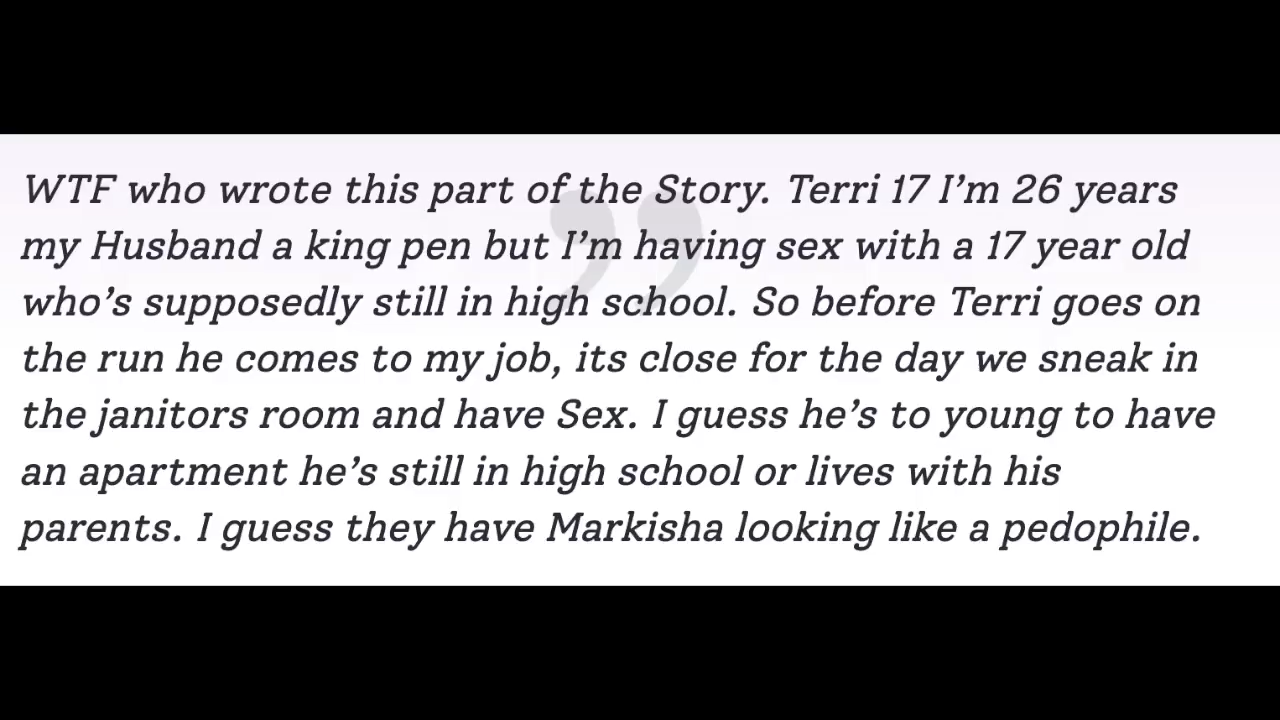 WTF who wrote this part of the Story. Terri 17 I'm 26 years
my Husband a king pen but I'm having sex with a 17 year old
who's supposedly still in high school. So before Terri goes on
the run he comes to my job, its close for the day we sneak in
the janitors room and have Sex. I guess he's to young to have
an apartment he's still in high school or lives with his
parents. I guess they have Markisha looking like a pedophile.